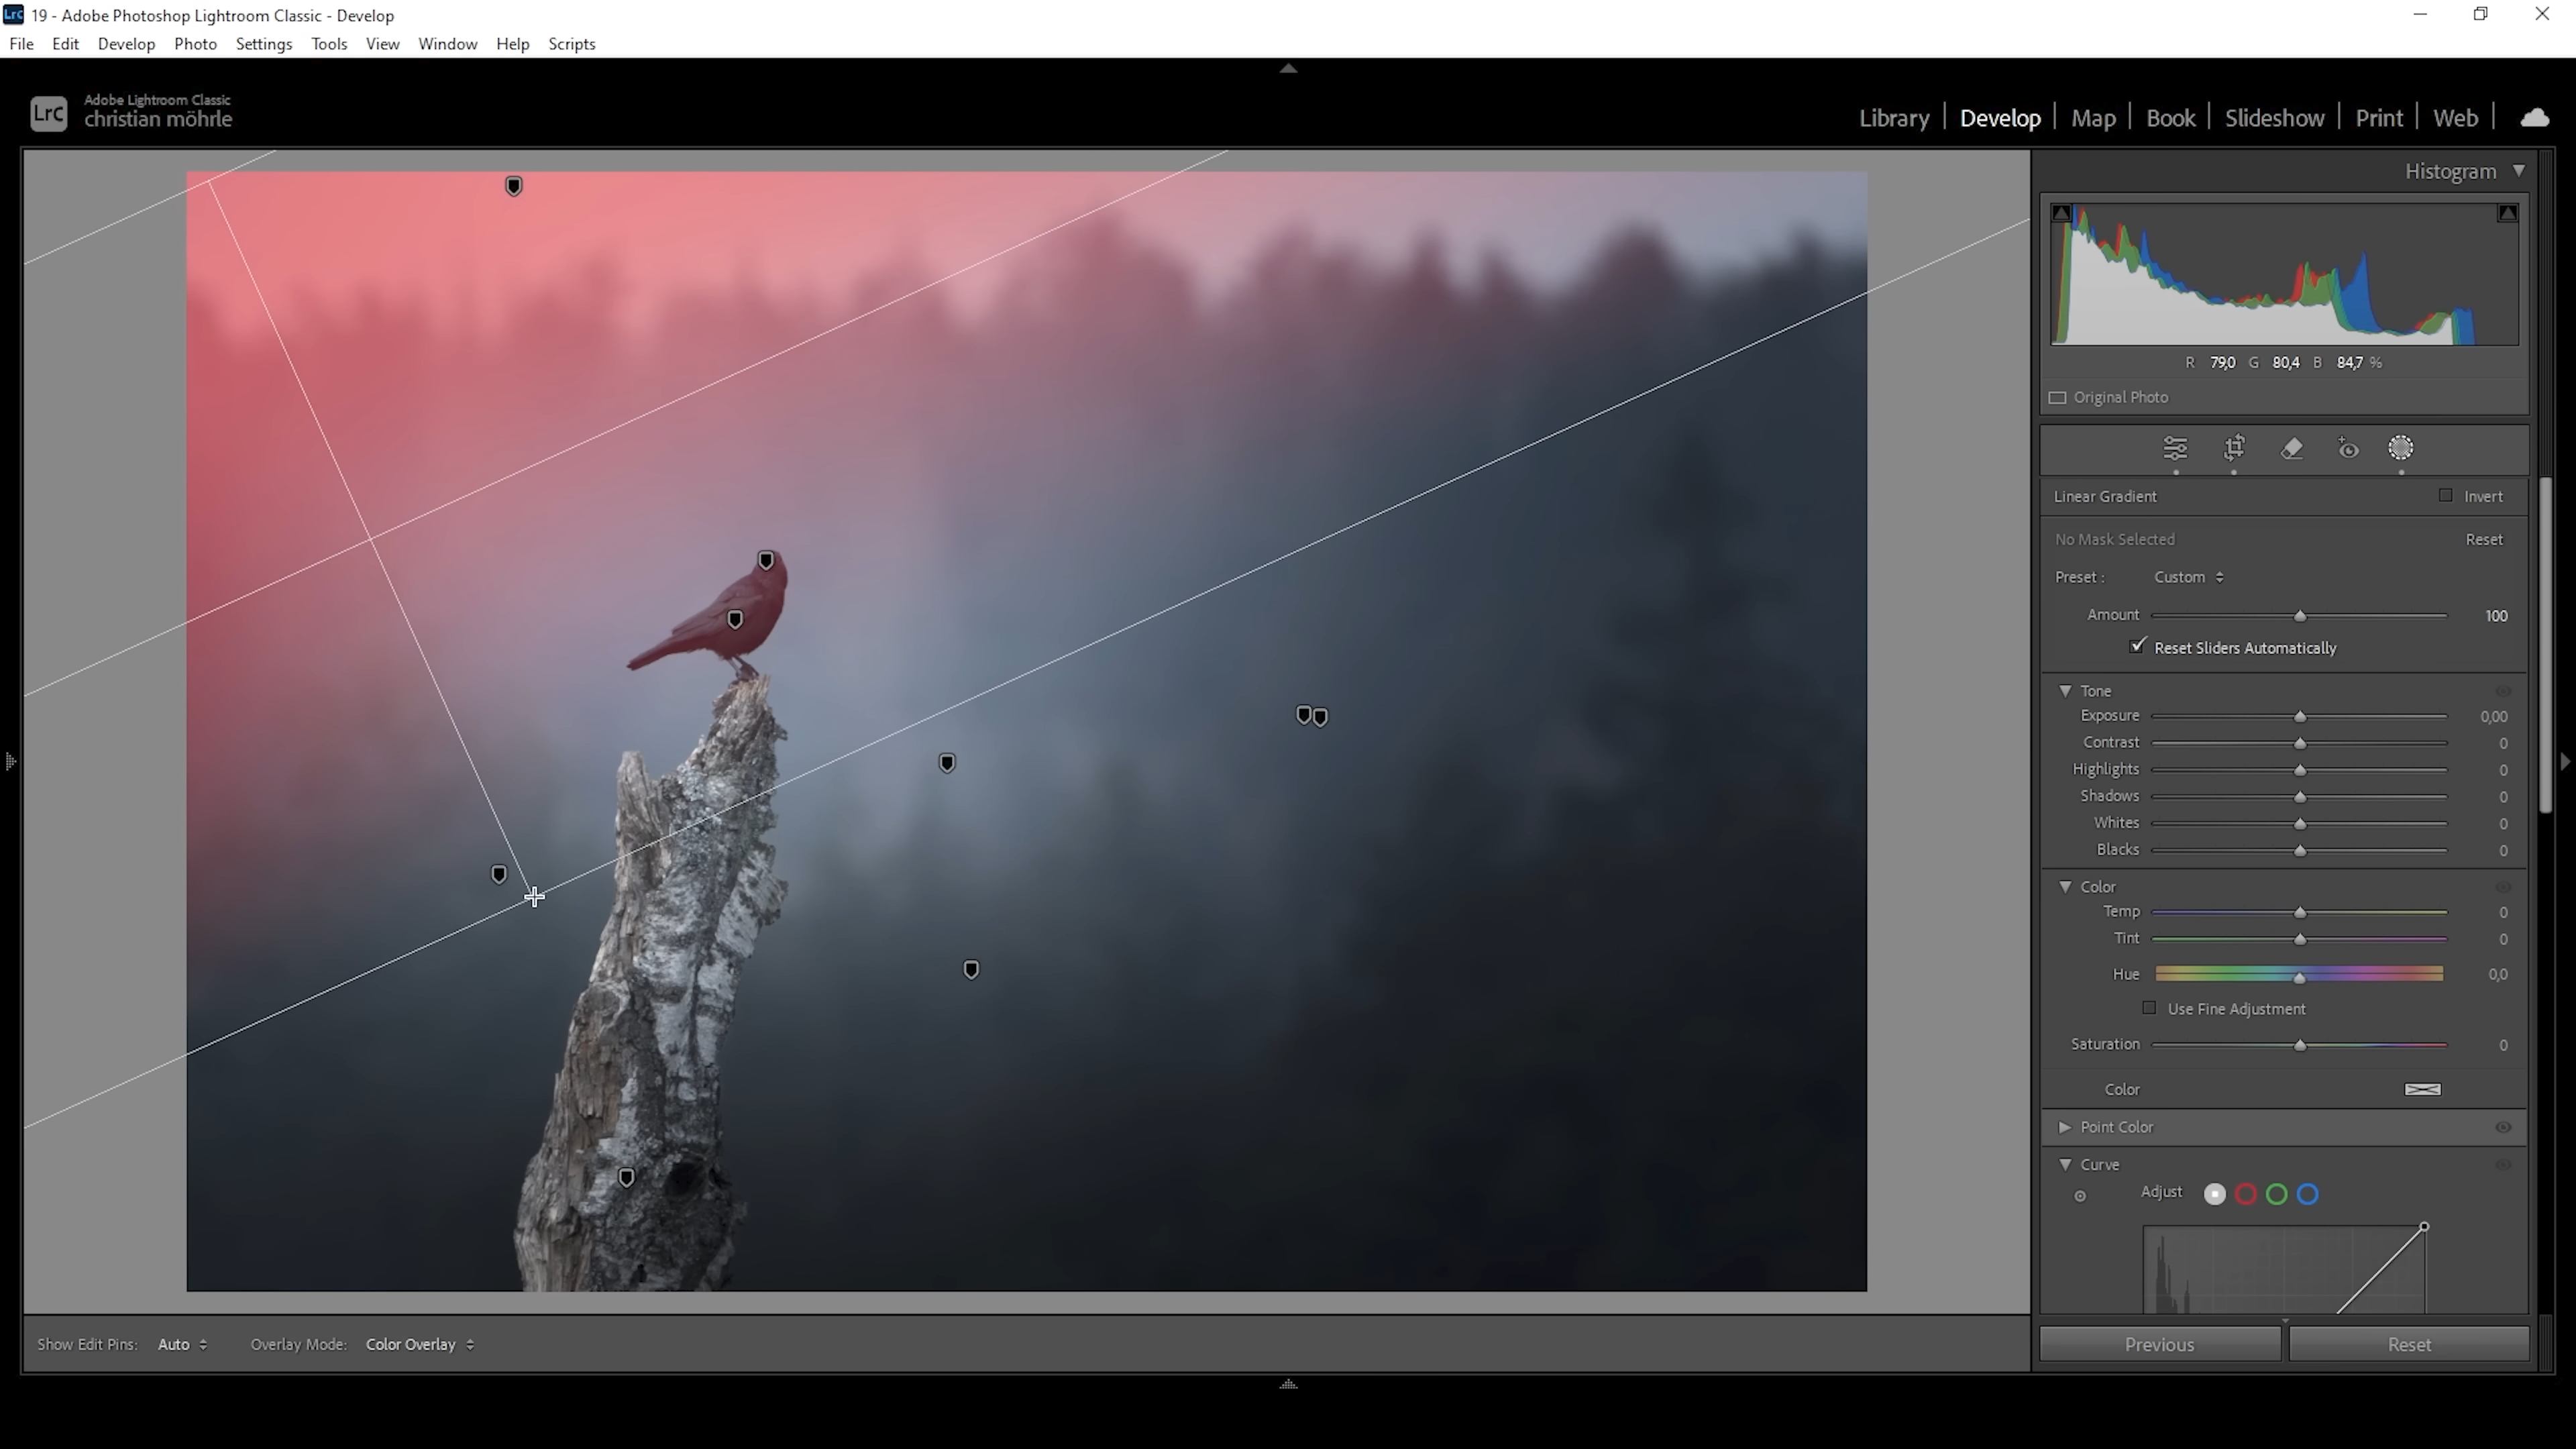 Lrc 19 - Adobe Photoshop Lightroom Classic - Develop
File Edit Develop Photo Settings Tools View Window Help Scripts
Lrc Adobe Lightroom Classic
christian möhrle
Library | Develop | Map | Book | Slideshow | Print | Web |
Histogram
R 79,0 G 80,4 B 84,7 %
Original Photo
Linear Gradient Invert
No Mask Selected Reset
Preset : Custom
Amount 100
Reset Sliders Automatically
Tone
Exposure 0,00
Contrast 0
Highlights 0
Shadows 0
Whites 0
Blacks 0
Color
Temp 0
Tint 0
Hue 0,0
Use Fine Adjustment
Saturation 0
Color
Point Color
Curve
Adjust
Show Edit Pins: Auto Overlay Mode: Color Overlay
Previous Reset